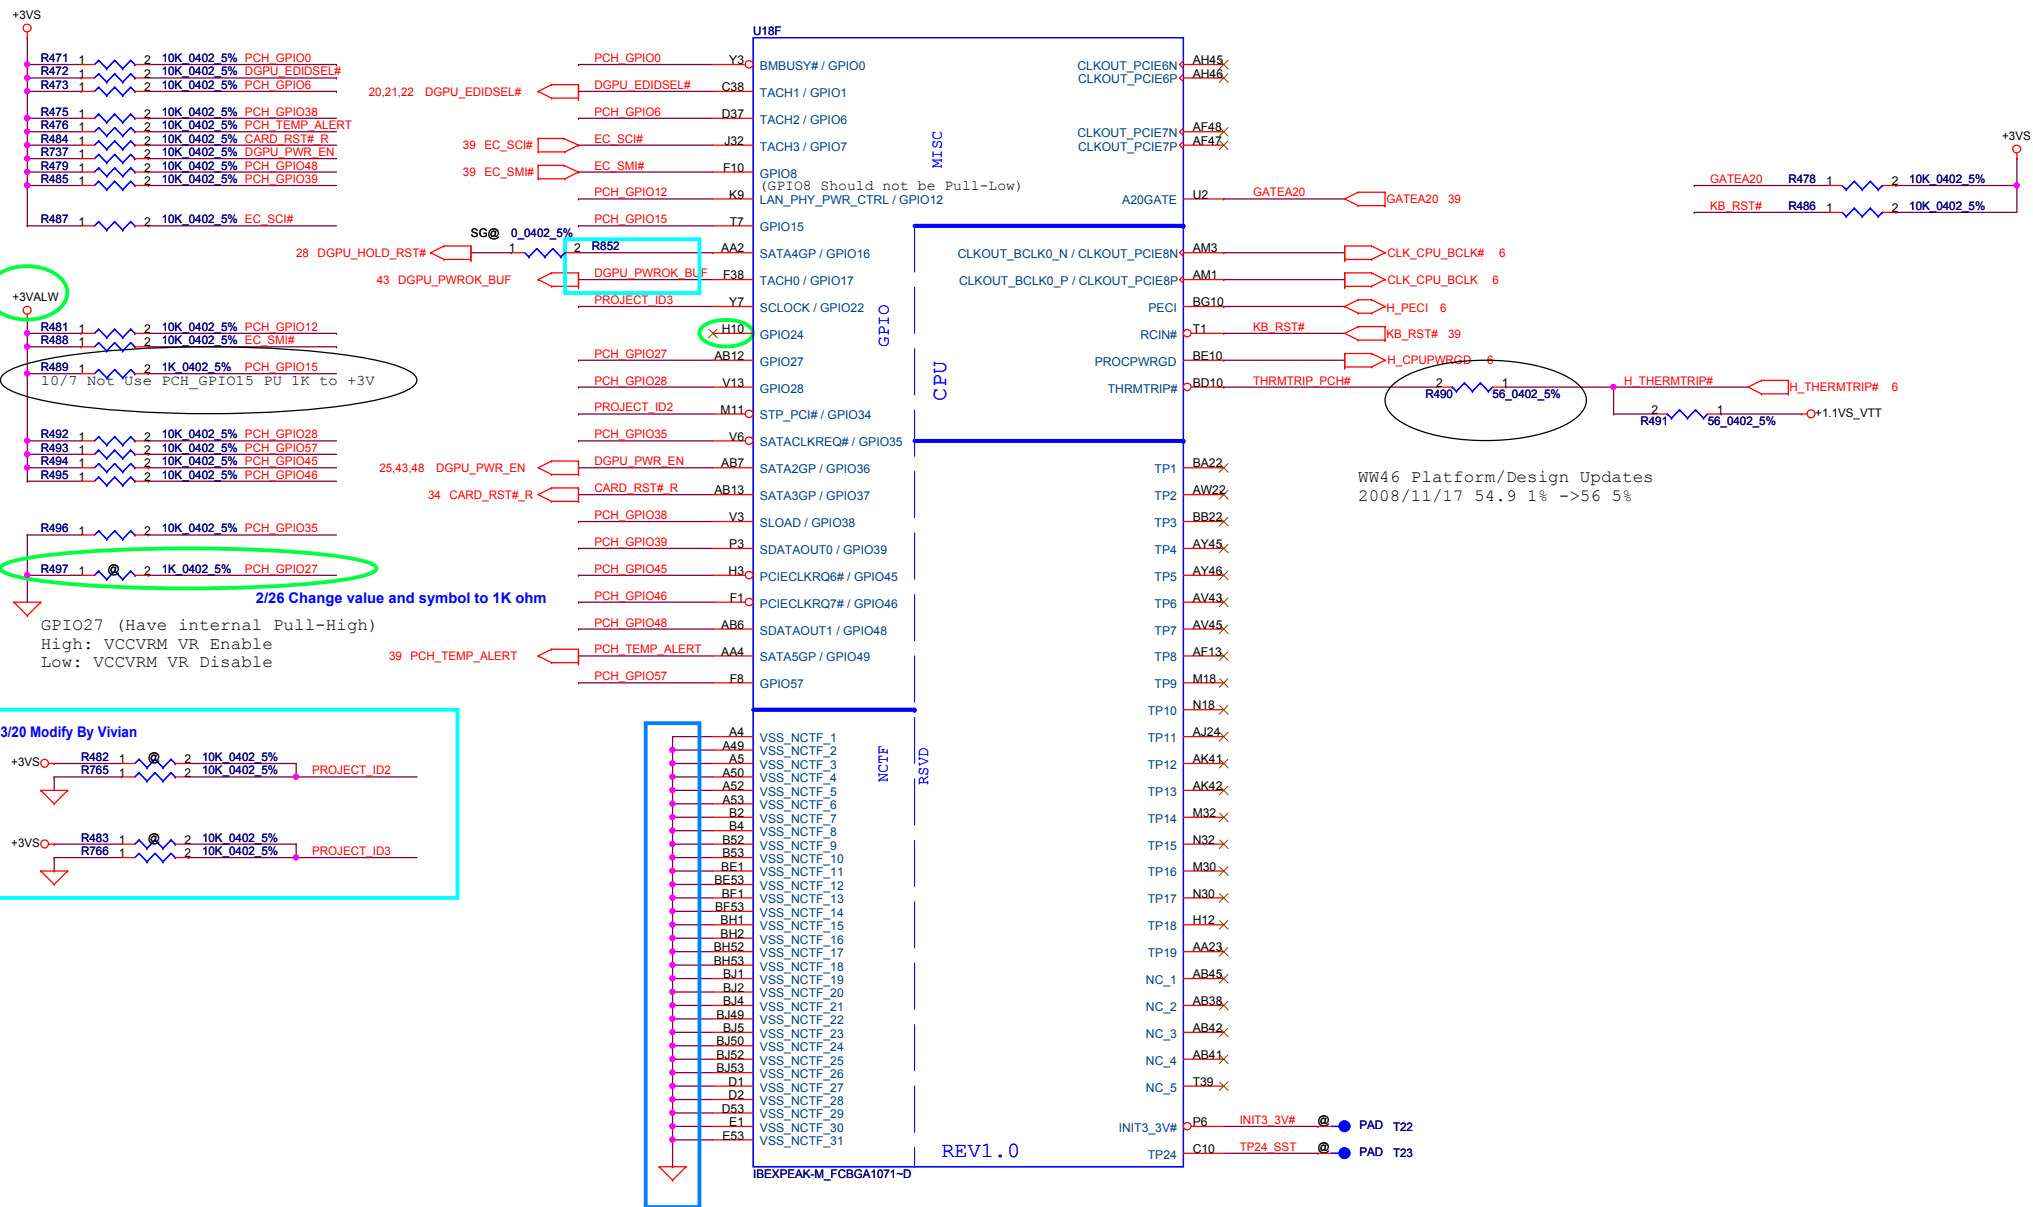 +3VS
R471 1 2 10K_0402_5% PCH_GPIO0
R472 1 2 10K_0402_5% DGPU_EDIDSEL#
R473 1 2 10K_0402_5% PCH_GPIO6
R475 1 2 10K_0402_5% PCH_GPIO38
R476 1 2 10K_0402_5% PCH_TEMP_ALERT
R484 1 2 10K_0402_5% CARD_RST#_R
R737 1 2 10K_0402_5% DGPU_PWR_EN
R479 1 2 10K_0402_5% PCH_GPIO48
R485 1 2 10K_0402_5% PCH_GPIO39
R487 1 2 10K_0402_5% EC_SCI#
+3VALW
R481 1 2 10K_0402_5% PCH_GPIO12
R488 1 2 10K_0402_5% EC_SMI#
R489 1 2 1K_0402_5% PCH_GPIO15
10/7 Not Use PCH_GPIO15 PU 1K to +3V
R492 1 2 10K_0402_5% PCH_GPIO28
R493 1 2 10K_0402_5% PCH_GPIO57
R494 1 2 10K_0402_5% PCH_GPIO45
R495 1 2 10K_0402_5% PCH_GPIO46
R496 1 2 10K_0402_5% PCH_GPIO35
R497 1 @ 2 1K_0402_5% PCH_GPIO27
2/26 Change value and symbol to 1K ohm
GPIO27 (Have internal Pull-High)
High: VCCVRM VR Enable
Low: VCCVRM VR Disable
3/20 Modify By Vivian
+3VS R482 1 @ 2 10K_0402_5%
R765 1 2 10K_0402_5% PROJECT_ID2
+3VS R483 1 @ 2 10K_0402_5%
R766 1 2 10K_0402_5% PROJECT_ID3
U18F
PCH_GPIO0 Y3 BMBUSY# / GPIO0
20,21,22 DGPU_EDIDSEL# DGPU_EDIDSEL# C38 TACH1 / GPIO1
PCH_GPIO6 D37 TACH2 / GPIO6
39 EC_SCI# EC_SCI# J32 TACH3 / GPIO7
39 EC_SMI# EC_SMI# F10 GPIO8
(GPIO8 Should not be Pull-Low)
PCH_GPIO12 K9 LAN_PHY_PWR_CTRL / GPIO12
PCH_GPIO15 T7 GPIO15
SG@ 0_0402_5%
28 DGPU_HOLD_RST# 1 2 R852 AA2 SATA4GP / GPIO16
43 DGPU_PWROK_BUF DGPU_PWROK_BUF F38 TACH0 / GPIO17
PROJECT_ID3 Y7 SCLOCK / GPIO22
H10 GPIO24
PCH_GPIO27 AB12 GPIO27
PCH_GPIO28 V13 GPIO28
PROJECT_ID2 M11 STP_PCI# / GPIO34
PCH_GPIO35 V6 SATACLKREQ# / GPIO35
25,43,48 DGPU_PWR_EN DGPU_PWR_EN AB7 SATA2GP / GPIO36
34 CARD_RST#_R CARD_RST#_R AB13 SATA3GP / GPIO37
PCH_GPIO38 V3 SLOAD / GPIO38
PCH_GPIO39 P3 SDATAOUT0 / GPIO39
PCH_GPIO45 H3 PCIECLKRQ6# / GPIO45
PCH_GPIO46 F1 PCIECLKRQ7# / GPIO46
PCH_GPIO48 AB6 SDATAOUT1 / GPIO48
39 PCH_TEMP_ALERT PCH_TEMP_ALERT AA4 SATA5GP / GPIO49
PCH_GPIO57 F8 GPIO57
A4 VSS_NCTF_1
A49 VSS_NCTF_2
A5 VSS_NCTF_3
A50 VSS_NCTF_4
A52 VSS_NCTF_5
A53 VSS_NCTF_6
B2 VSS_NCTF_7
B4 VSS_NCTF_8
B52 VSS_NCTF_9
B53 VSS_NCTF_10
BE1 VSS_NCTF_11
BE53 VSS_NCTF_12
BF1 VSS_NCTF_13
BF53 VSS_NCTF_14
BH1 VSS_NCTF_15
BH2 VSS_NCTF_16
BH52 VSS_NCTF_17
BH53 VSS_NCTF_18
BJ1 VSS_NCTF_19
BJ2 VSS_NCTF_20
BJ4 VSS_NCTF_21
BJ49 VSS_NCTF_22
BJ5 VSS_NCTF_23
BJ50 VSS_NCTF_24
BJ52 VSS_NCTF_25
BJ53 VSS_NCTF_26
D1 VSS_NCTF_27
D2 VSS_NCTF_28
D53 VSS_NCTF_29
E1 VSS_NCTF_30
E53 VSS_NCTF_31
MISC
GPIO
CPU
NCTF
RSVD
REV1.0
IBEXPEAK-M_FCBGA1071~D
CLKOUT_PCIE6N AH45
CLKOUT_PCIE6P AH46
CLKOUT_PCIE7N AF48
CLKOUT_PCIE7P AF47
A20GATE U2 GATEA20 GATEA20 39
CLKOUT_BCLK0_N / CLKOUT_PCIE8N AM3 CLK_CPU_BCLK# 6
CLKOUT_BCLK0_P / CLKOUT_PCIE8P AM1 CLK_CPU_BCLK 6
PECI BG10 H_PECI 6
RCIN# T1 KB_RST# KB_RST# 39
PROCPWRGD BE10 H_CPUPWRGD 6
THRMTRIP# BD10 THRMTRIP_PCH# 2 1 H_THERMTRIP# H_THERMTRIP# 6
R490 56_0402_5%
2 1 +1.1VS_VTT
R491 56_0402_5%
WW46 Platform/Design Updates
2008/11/17 54.9 1% ->56 5%
TP1 BA22
TP2 AW22
TP3 BB22
TP4 AY45
TP5 AY46
TP6 AV43
TP7 AV45
TP8 AF13
TP9 M18
TP10 N18
TP11 AJ24
TP12 AK41
TP13 AK42
TP14 M32
TP15 N32
TP16 M30
TP17 N30
TP18 H12
TP19 AA23
NC_1 AB45
NC_2 AB38
NC_3 AB42
NC_4 AB41
NC_5 T39
INIT3_3V# P6 INIT3_3V# @ PAD T22
TP24 C10 TP24_SST @ PAD T23
+3VS
GATEA20 R478 1 2 10K_0402_5%
KB_RST# R486 1 2 10K_0402_5%